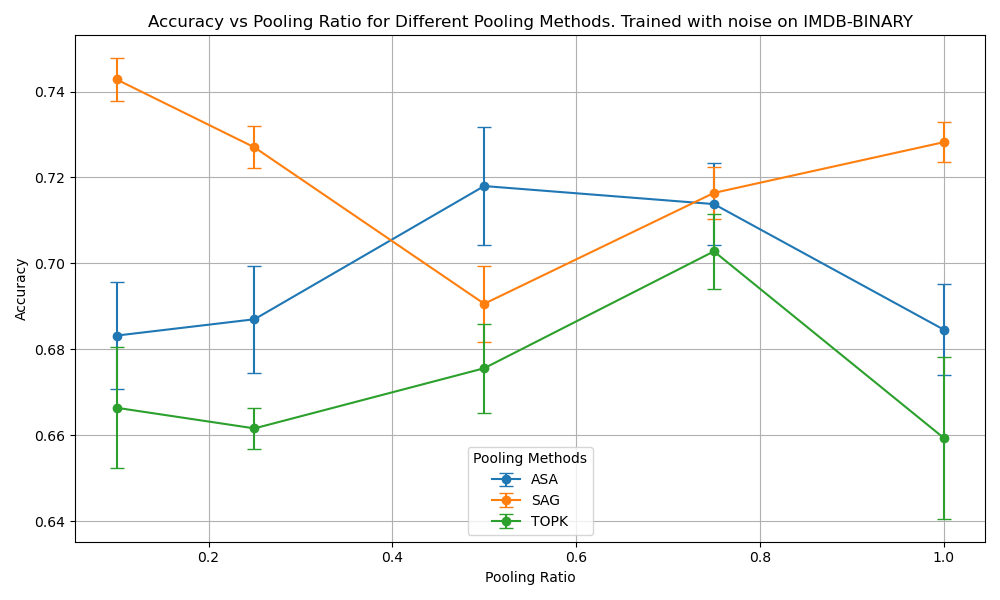 Accuracy vs Pooling Ratio for Different Pooling Methods. Trained with noise on IMDB-BINARY
Accuracy
0.74
0.72
0.70
0.68
0.66
0.64
Pooling Methods
ASA
SAG
TOPK
0.2 0.4 0.6 0.8 1.0
Pooling Ratio